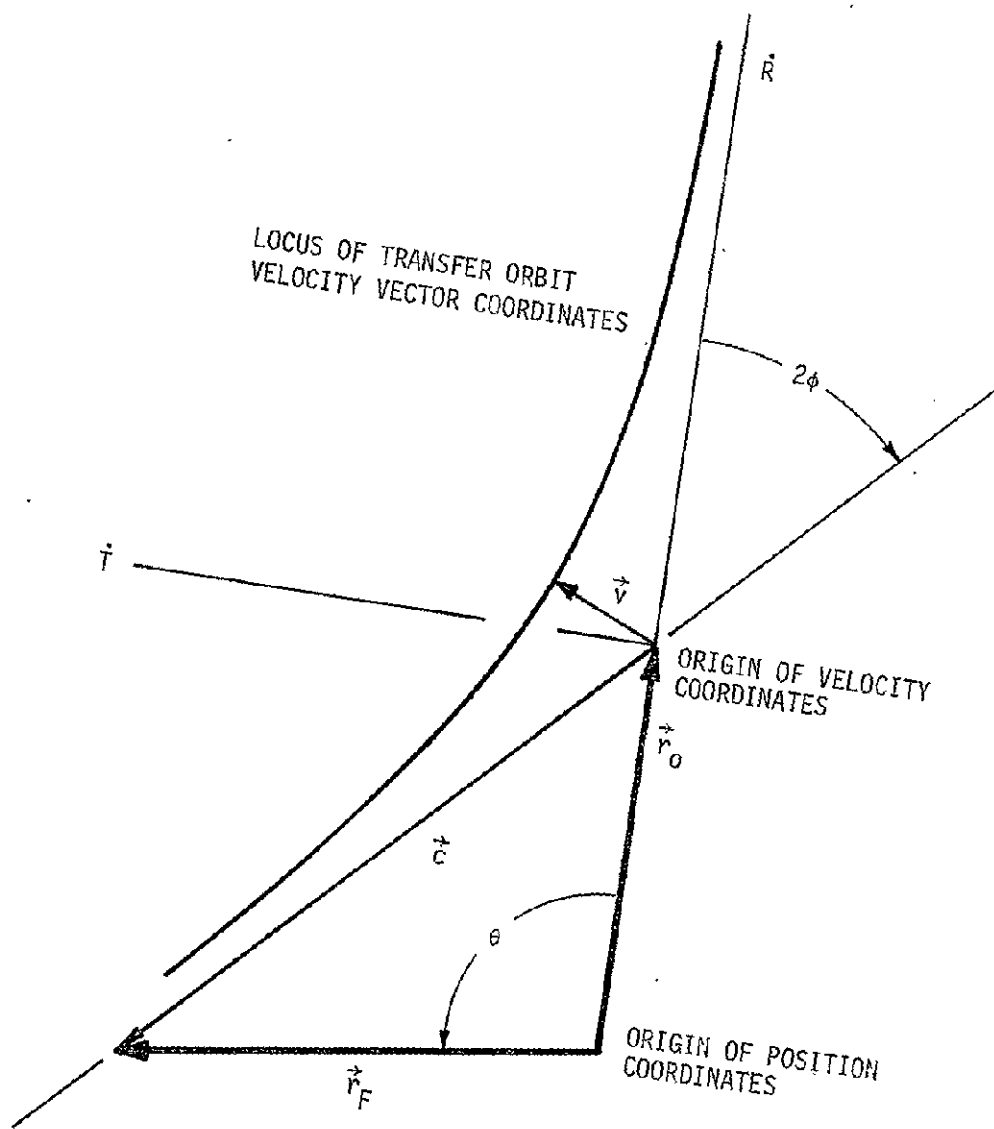 Ṙ
LOCUS OF TRANSFER ORBIT
VELOCITY VECTOR COORDINATES
2ϕ
Ṫ
v⃗
ORIGIN OF VELOCITY
COORDINATES
r⃗o
c⃗
θ
ORIGIN OF POSITION
COORDINATES
r⃗F